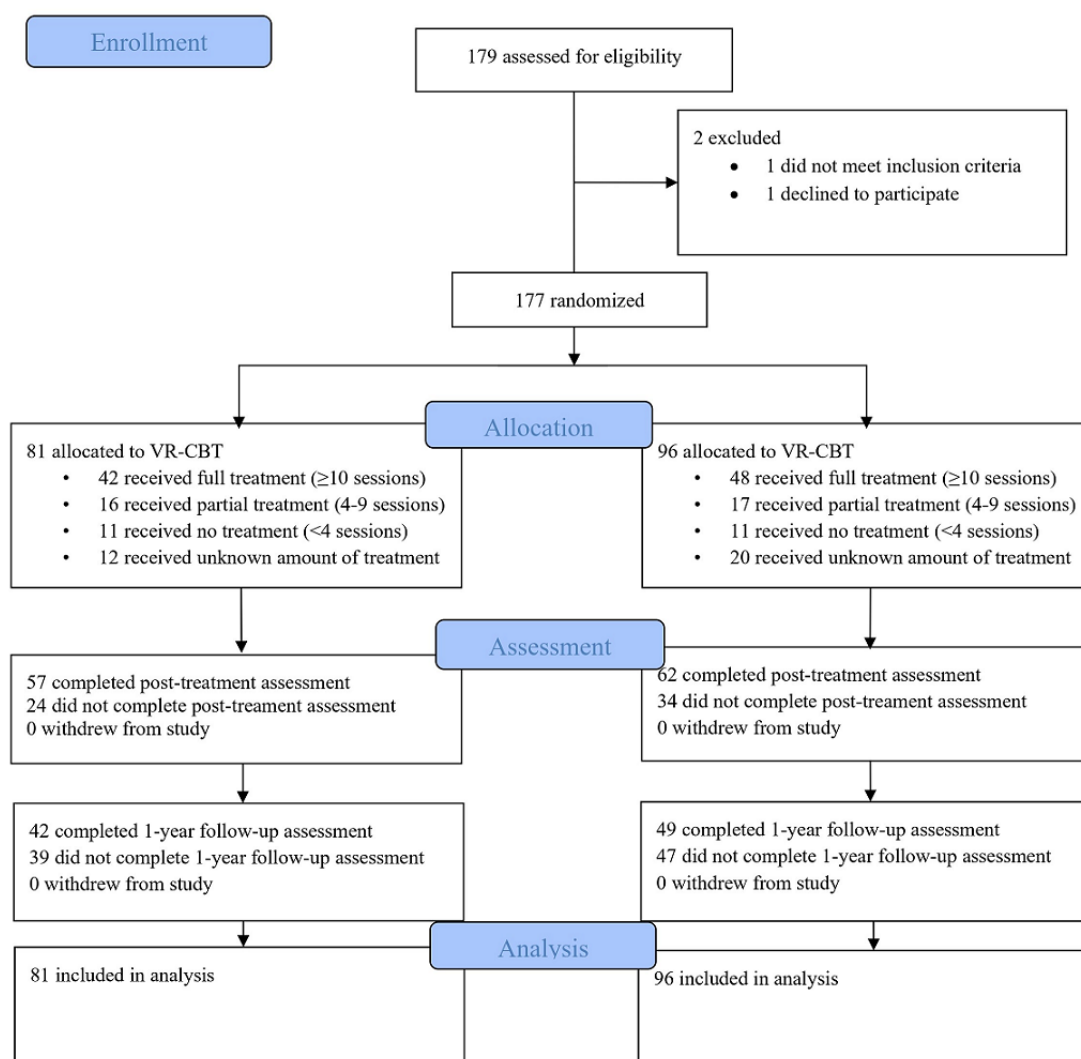 Enrollment
179 assessed for eligibility
2 excluded
• 1 did not meet inclusion criteria
• 1 declined to participate
177 randomized
Allocation
81 allocated to VR-CBT
• 42 received full treatment (≥10 sessions)
• 16 received partial treatment (4-9 sessions)
• 11 received no treatment (<4 sessions)
• 12 received unknown amount of treatment
96 allocated to VR-CBT
• 48 received full treatment (≥10 sessions)
• 17 received partial treatment (4-9 sessions)
• 11 received no treatment (<4 sessions)
• 20 received unknown amount of treatment
Assessment
57 completed post-treatment assessment
24 did not complete post-treament assessment
0 withdrew from study
62 completed post-treatment assessment
34 did not complete post-treament assessment
0 withdrew from study
42 completed 1-year follow-up assessment
39 did not complete 1-year follow-up assessment
0 withdrew from study
49 completed 1-year follow-up assessment
47 did not complete 1-year follow-up assessment
0 withdrew from study
Analysis
81 included in analysis
96 included in analysis